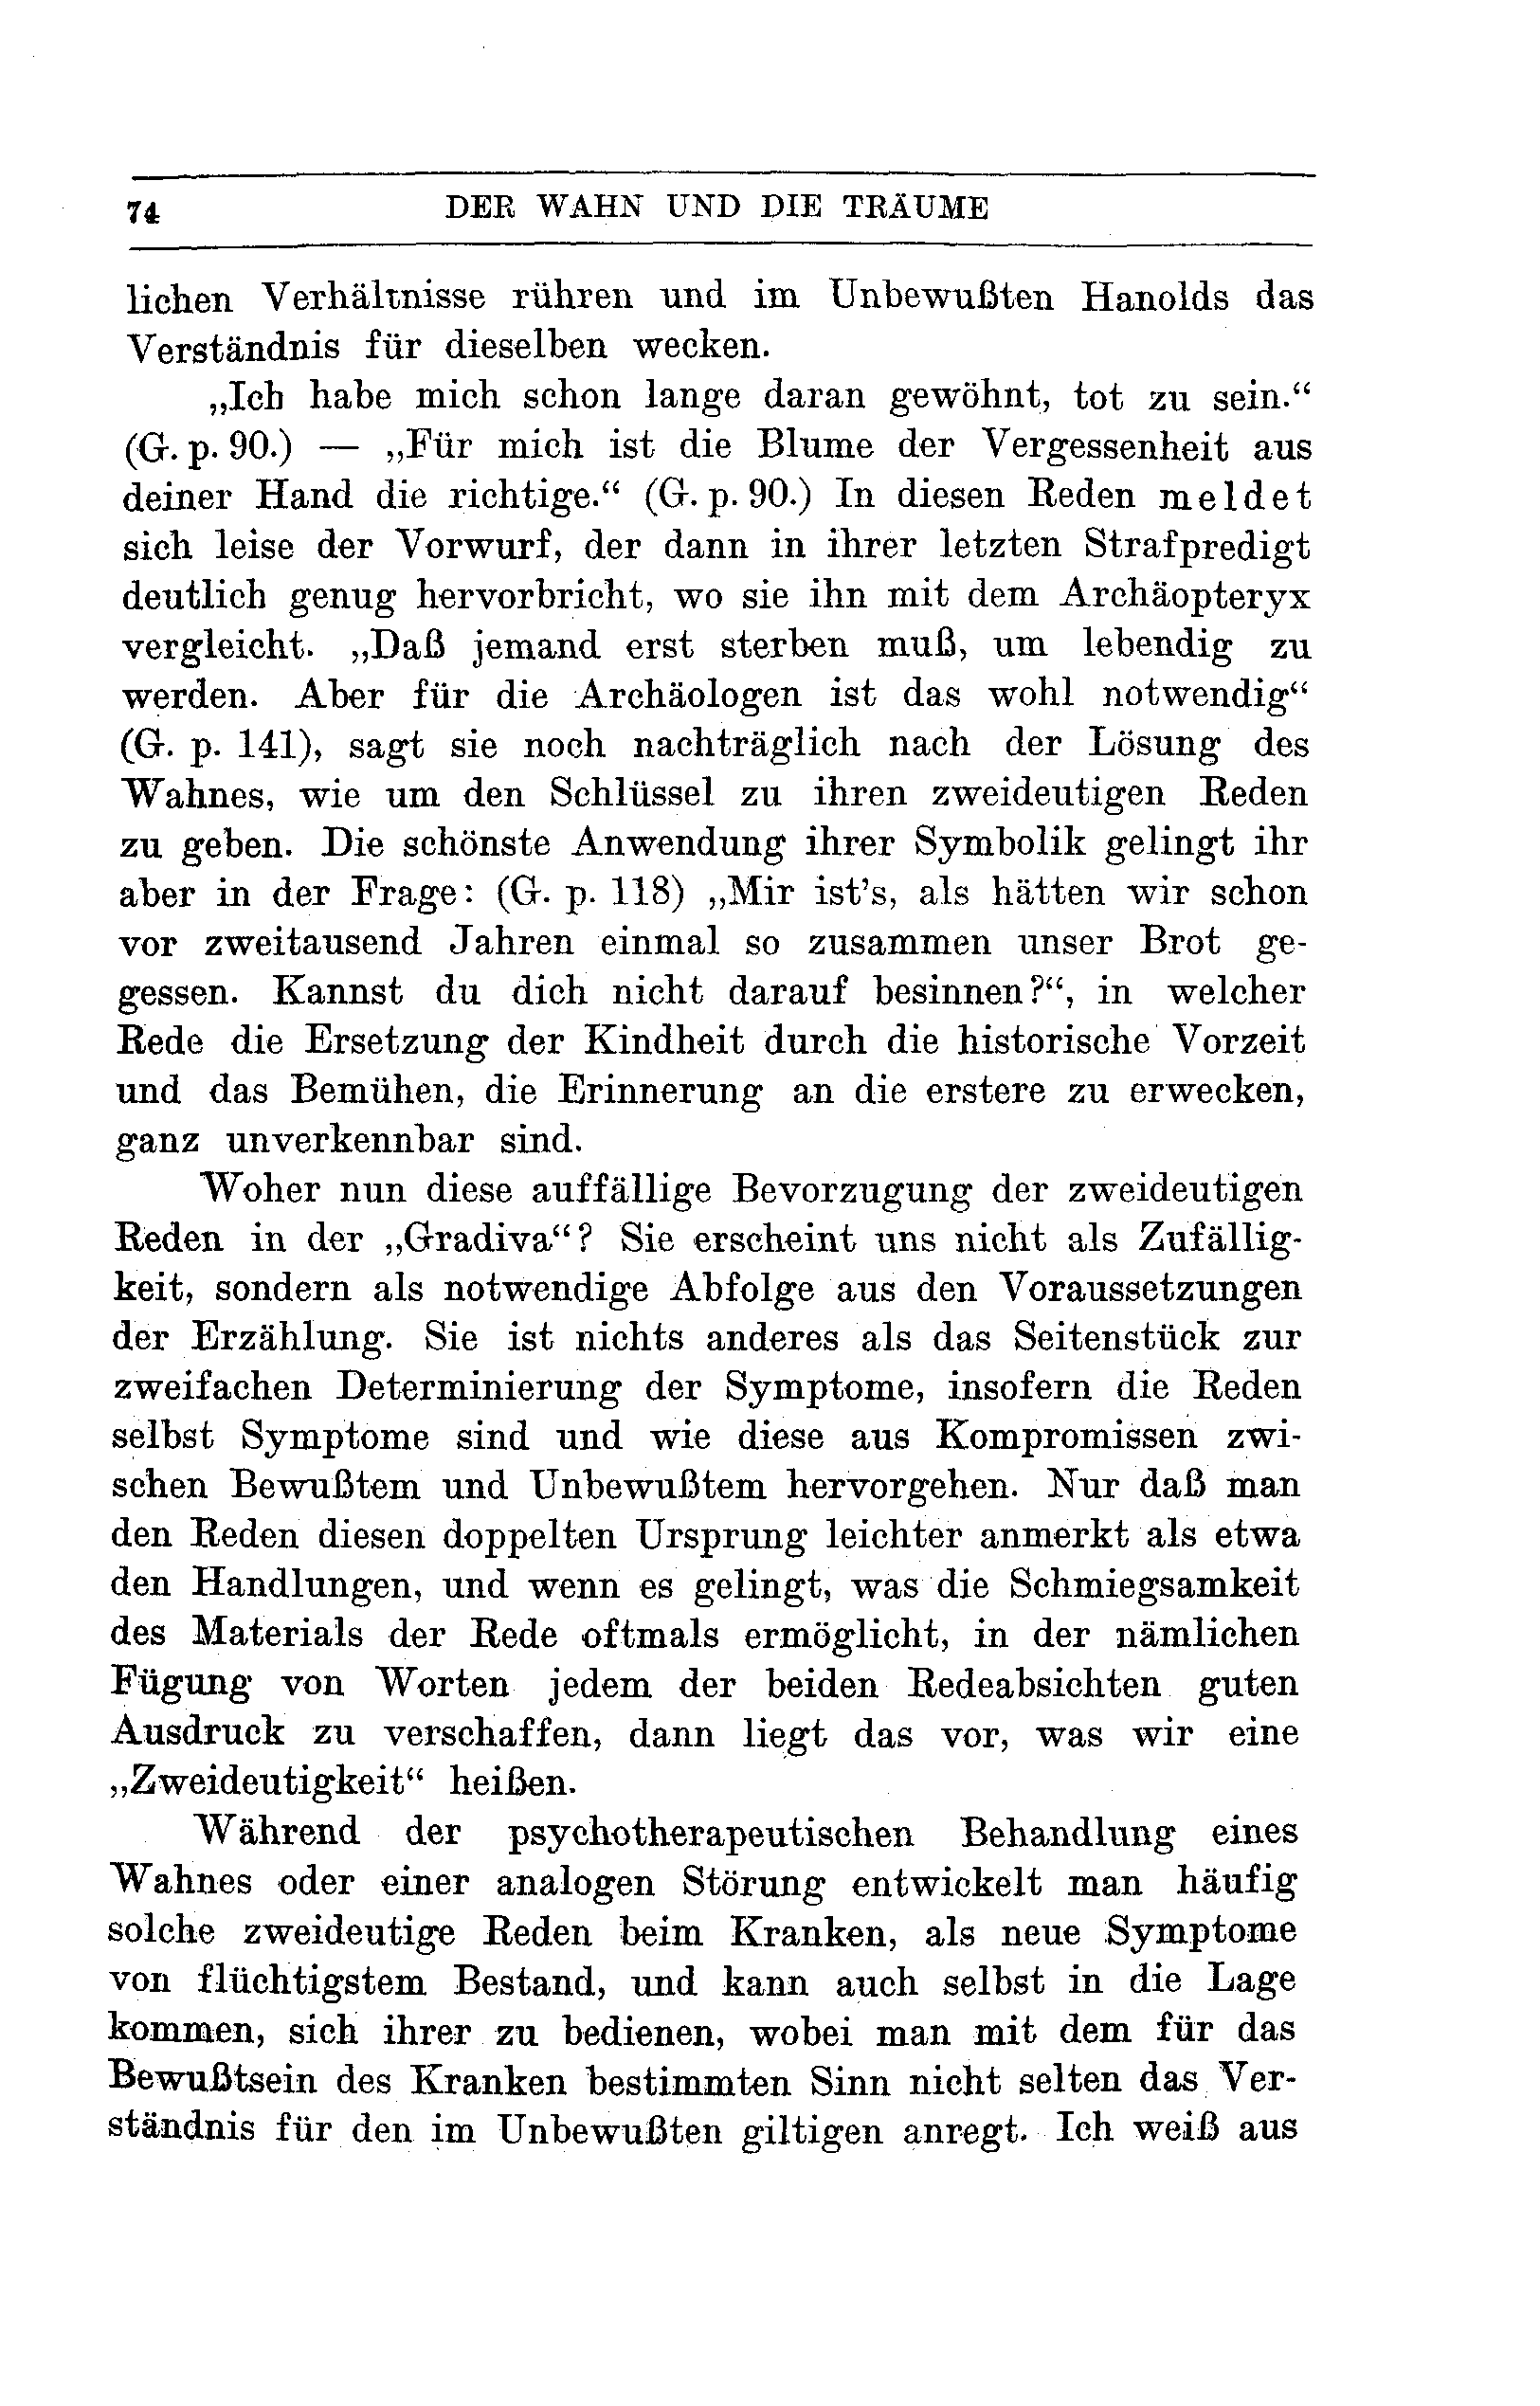 74 DER WAHN UND DIE TRÄUME
lichen Verhältnisse rühren und im Unbewußten Hanolds das
Verständnis für dieselben wecken.
„Ich habe mich schon lange daran gewöhnt, tot zu sein.“
(G. p. 90.) — „Für mich ist die Blume der Vergessenheit aus
deiner Hand die richtige.“ (G. p. 90.) In diesen Reden meldet
sich leise der Vorwurf, der dann in ihrer letzten Strafpredigt
deutlich genug hervorbricht, wo sie ihn mit dem Archäopteryx
vergleicht. „Daß jemand erst sterben muß, um lebendig zu
werden. Aber für die Archäologen ist das wohl notwendig“
(G. p. 141), sagt sie noch nachträglich nach der Lösung des
Wahnes, wie um den Schlüssel zu ihren zweideutigen Reden
zu geben. Die schönste Anwendung ihrer Symbolik gelingt ihr
aber in der Frage: (G. p. 118) „Mir ist's, als hätten wir schon
vor zweitausend Jahren einmal so zusammen unser Brot ge-
gessen. Kannst du dich nicht darauf besinnen?“, in welcher
Rede die Ersetzung der Kindheit durch die historische Vorzeit
und das Bemühen, die Erinnerung an die erstere zu erwecken,
ganz unverkennbar sind.
Woher nun diese auffällige Bevorzugung der zweideutigen
Reden in der „Gradiva“? Sie erscheint uns nicht als Zufällig-
keit, sondern als notwendige Abfolge aus den Voraussetzungen
der Erzählung. Sie ist nichts anderes als das Seitenstück zur
zweifachen Determinierung der Symptome, insofern die Reden
selbst Symptome sind und wie diese aus Kompromissen zwi-
schen Bewußtem und Unbewußtem hervorgehen. Nur daß man
den Reden diesen doppelten Ursprung leichter anmerkt als etwa
den Handlungen, und wenn es gelingt, was die Schmiegsamkeit
des Materials der Rede oftmals ermöglicht, in der nämlichen
Fügung von Worten jedem der beiden Redeabsichten guten
Ausdruck zu verschaffen, dann liegt das vor, was wir eine
„Zweideutigkeit“ heißen.
Während der psychotherapeutischen Behandlung eines
Wahnes oder einer analogen Störung entwickelt man häufig
solche zweideutige Reden beim Kranken, als neue Symptome
von flüchtigstem Bestand, und kann auch selbst in die Lage
kommen, sich ihrer zu bedienen, wobei man mit dem für das
Bewußtsein des Kranken bestimmten Sinn nicht selten das Ver-
ständnis für den im Unbewußten giltigen anregt. Ich weiß aus